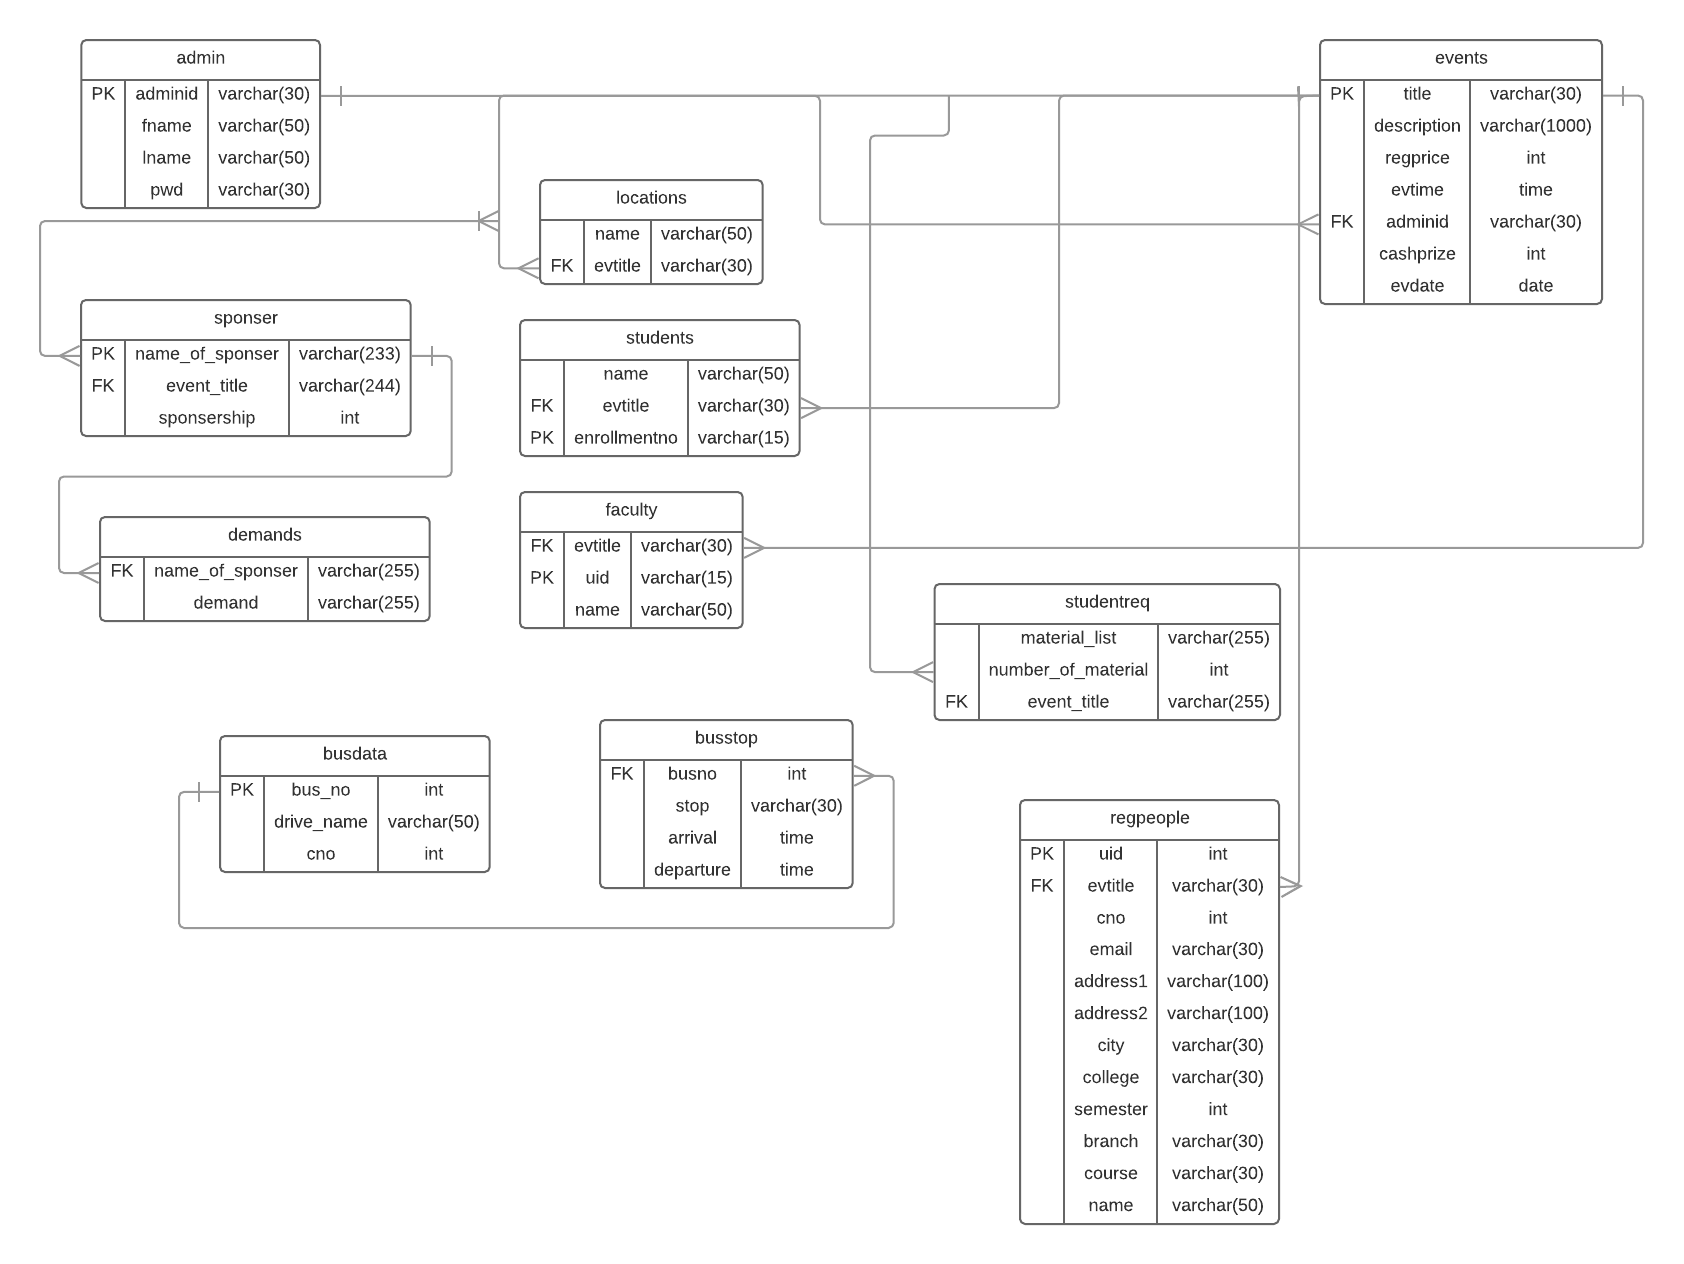 admin
PK adminid varchar(30)
fname varchar(50)
lname varchar(50)
pwd varchar(30)
events
PK title varchar(30)
description varchar(1000)
regprice int
evtime time
FK adminid varchar(30)
cashprize int
evdate date
locations
name varchar(50)
FK evtitle varchar(30)
sponser
PK name_of_sponser varchar(233)
FK event_title varchar(244)
sponsership int
students
name varchar(50)
FK evtitle varchar(30)
PK enrollmentno varchar(15)
demands
FK name_of_sponser varchar(255)
demand varchar(255)
faculty
FK evtitle varchar(30)
PK uid varchar(15)
name varchar(50)
studentreq
material_list varchar(255)
number_of_material int
FK event_title varchar(255)
busdata
PK bus_no int
drive_name varchar(50)
cno int
busstop
FK busno int
stop varchar(30)
arrival time
departure time
regpeople
PK uid int
FK evtitle varchar(30)
cno int
email varchar(30)
address1 varchar(100)
address2 varchar(100)
city varchar(30)
college varchar(30)
semester int
branch varchar(30)
course varchar(30)
name varchar(50)